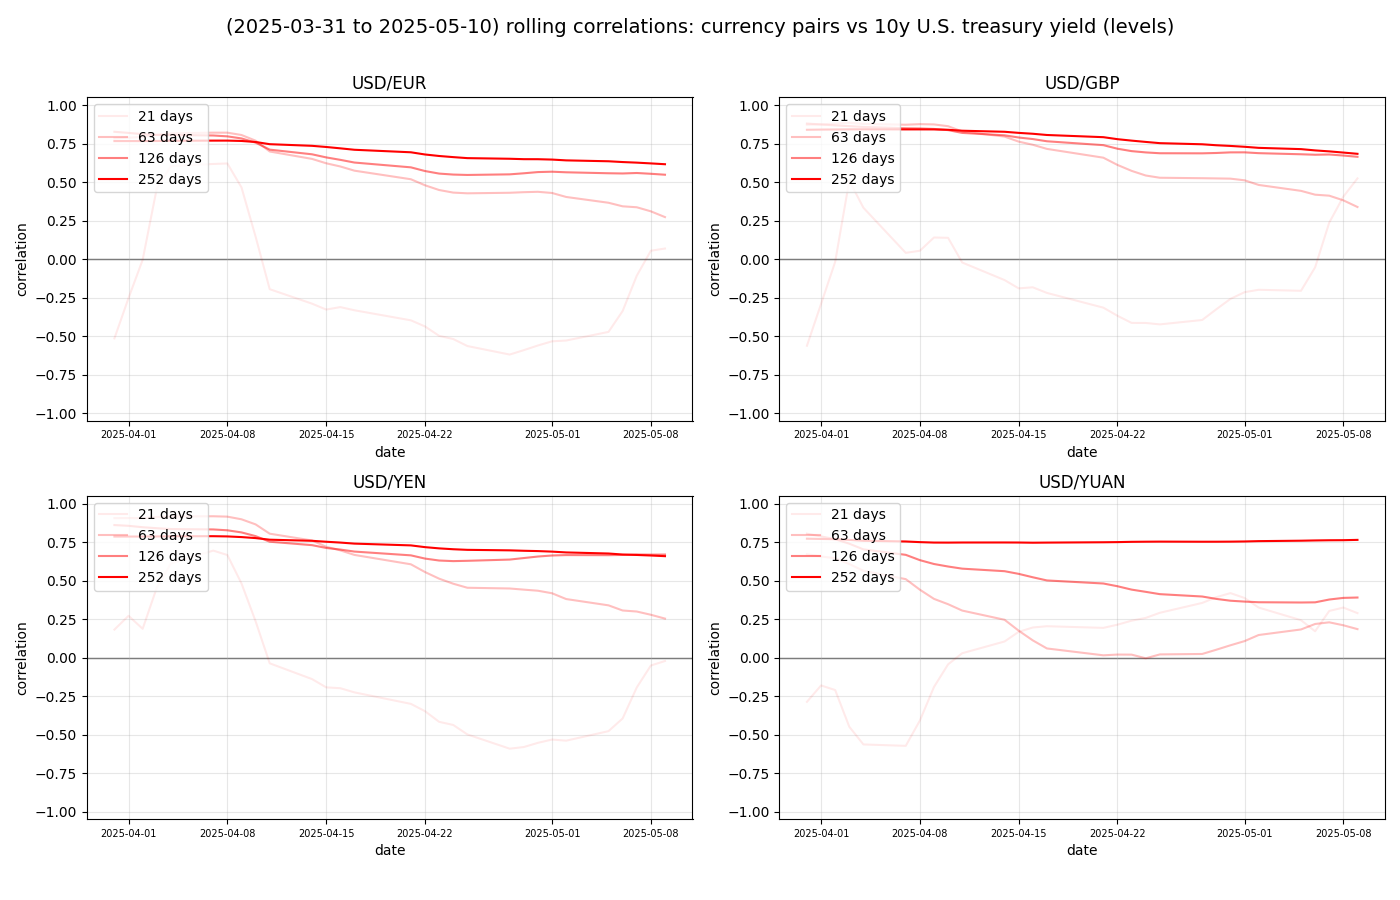 (2025-03-31 to 2025-05-10) rolling correlations: currency pairs vs 10y U.S. treasury yield (levels)
USD/EUR
1.00
0.75
0.50
0.25
0.00
−0.25
−0.50
−0.75
−1.00
correlation
21 days
63 days
126 days
252 days
2025-04-01 2025-04-08 2025-04-15 2025-04-22 2025-05-01 2025-05-08
date
USD/GBP
1.00
0.75
0.50
0.25
0.00
−0.25
−0.50
−0.75
−1.00
correlation
21 days
63 days
126 days
252 days
2025-04-01 2025-04-08 2025-04-15 2025-04-22 2025-05-01 2025-05-08
date
USD/YEN
1.00
0.75
0.50
0.25
0.00
−0.25
−0.50
−0.75
−1.00
correlation
21 days
63 days
126 days
252 days
2025-04-01 2025-04-08 2025-04-15 2025-04-22 2025-05-01 2025-05-08
date
USD/YUAN
1.00
0.75
0.50
0.25
0.00
−0.25
−0.50
−0.75
−1.00
correlation
21 days
63 days
126 days
252 days
2025-04-01 2025-04-08 2025-04-15 2025-04-22 2025-05-01 2025-05-08
date